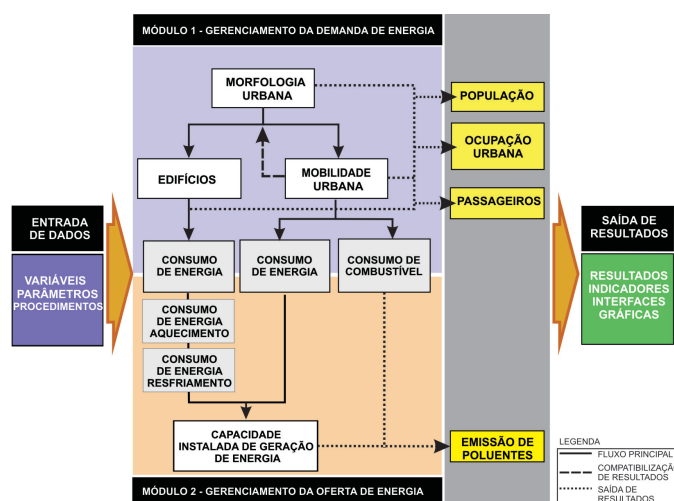 MÓDULO 1 - GERENCIAMENTO DA DEMANDA DE ENERGIA
MORFOLOGIA
URBANA
POPULAÇÃO
OCUPAÇÃO
URBANA
EDIFÍCIOS
MOBILIDADE
URBANA
PASSAGEIROS
ENTRADA
DE DADOS
VARIÁVEIS
PARÂMETROS
PROCEDIMENTOS
CONSUMO
DE ENERGIA
CONSUMO
DE ENERGIA
CONSUMO DE
COMBUSTÍVEL
SAÍDA DE
RESULTADOS
RESULTADOS
INDICADORES
INTERFACES
GRÁFICAS
CONSUMO
DE ENERGIA
AQUECIMENTO
CONSUMO
DE ENERGIA
RESFRIAMENTO
CAPACIDADE
INSTALADA DE GERAÇÃO
DE ENERGIA
EMISSÃO DE
POLUENTES
LEGENDA
FLUXO PRINCIPAL
COMPATIBILIZAÇÃO
DE RESULTADOS
SAÍDA DE
RESULTADOS
MÓDULO 2 - GERENCIAMENTO DA OFERTA DE ENERGIA